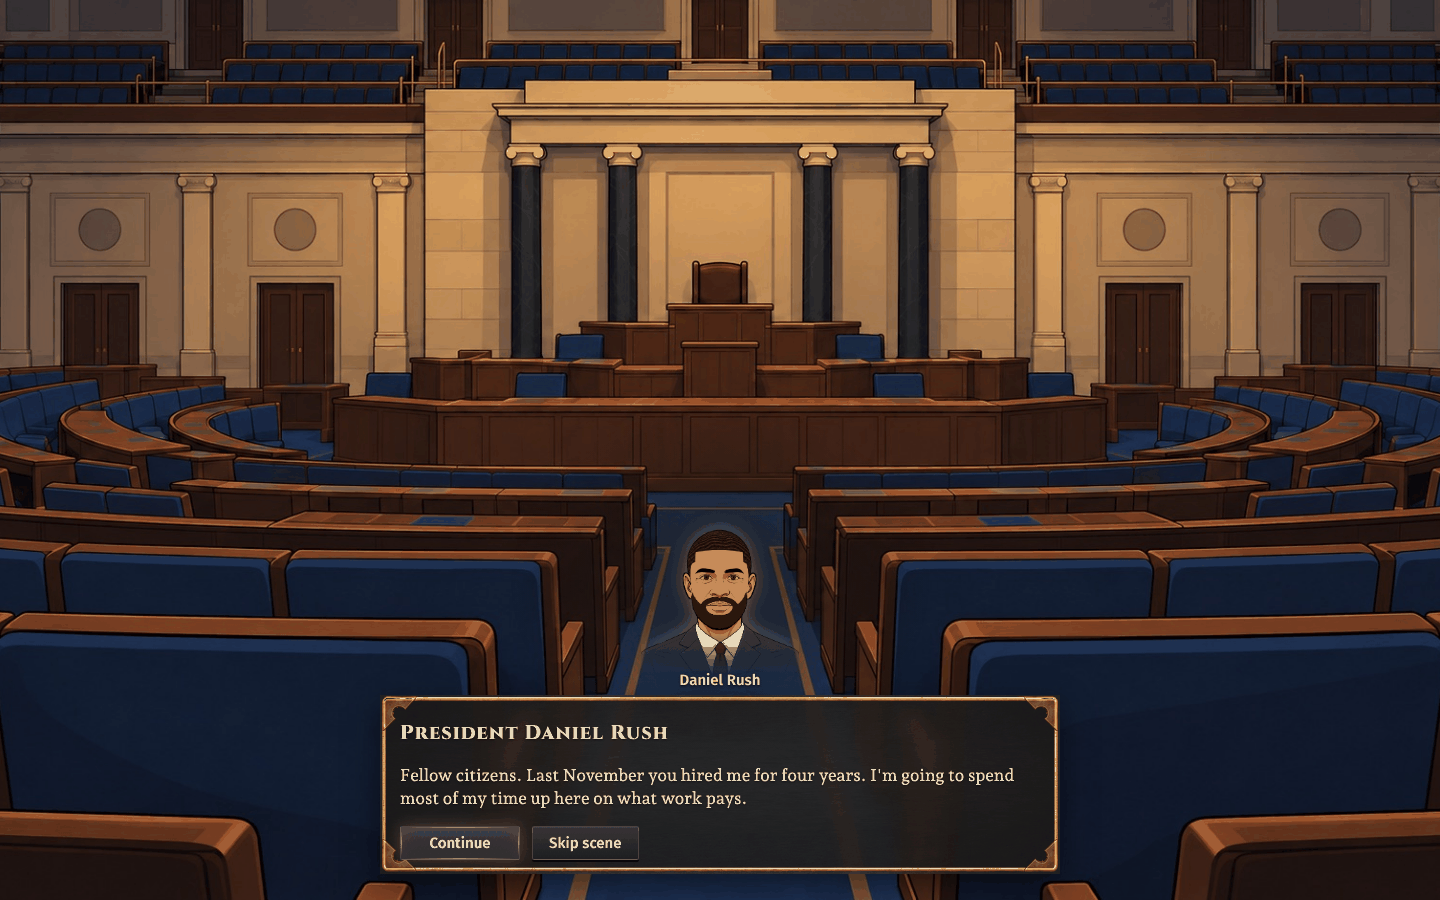 Daniel Rush
President Daniel Rush
Fellow citizens. Last November you hired me for four years. I'm going to spend
most of my time up here on what work pays.
Continue
Skip scene